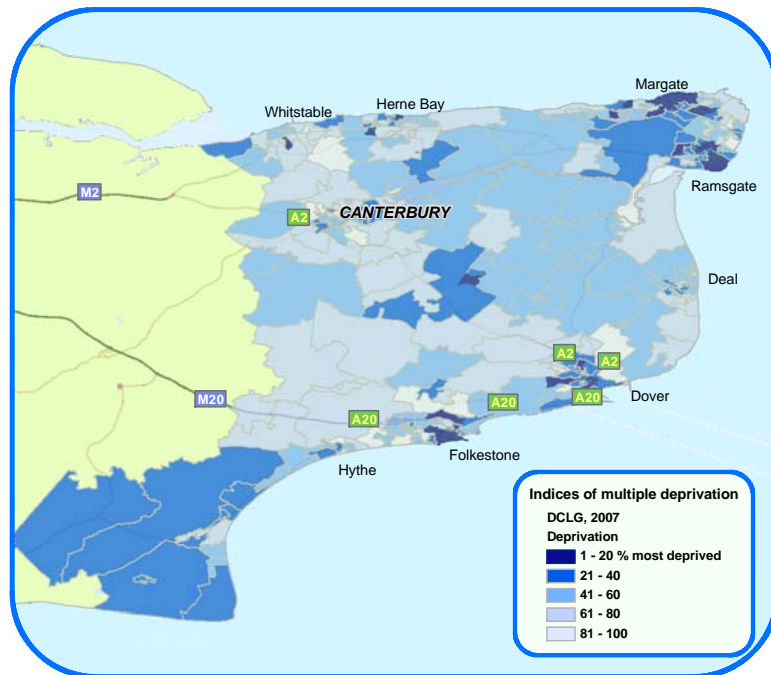 Margate
Whitstable
Herne Bay
M2
Ramsgate
A2
CANTERBURY
Deal
A2
A2
M20
A20
A20
A20
Dover
Hythe
Folkestone
Indices of multiple deprivation
DCLG, 2007
Deprivation
1 - 20 % most deprived
21 - 40
41 - 60
61 - 80
81 - 100